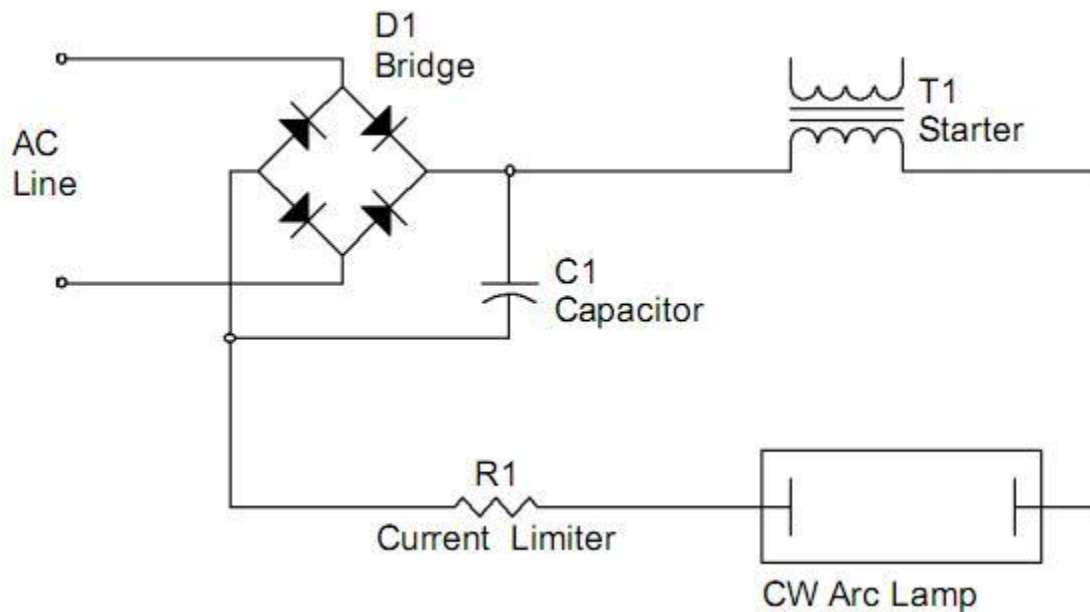 D1
Bridge
AC
Line
T1
Starter
C1
Capacitor
R1
Current Limiter
CW Arc Lamp